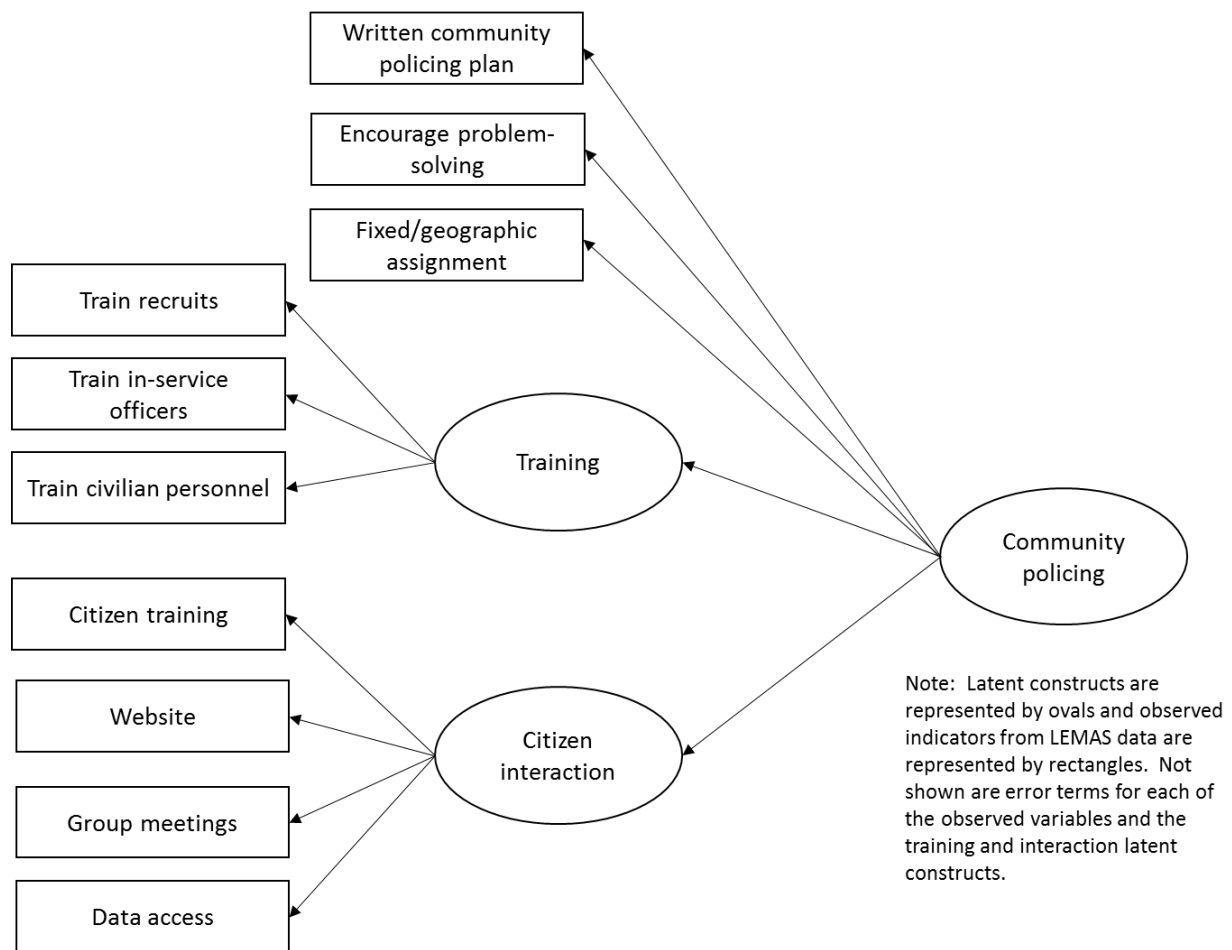 Written community
policing plan
Encourage problem-
solving
Fixed/geographic
assignment
Train recruits
Train in-service
officers
Train civilian personnel
Training
Community
policing
Citizen training
Website
Group meetings
Data access
Citizen
interaction
Note:  Latent constructs are
represented by ovals and observed
indicators from LEMAS data are
represented by rectangles.  Not
shown are error terms for each of
the observed variables and the
training and interaction latent
constructs.